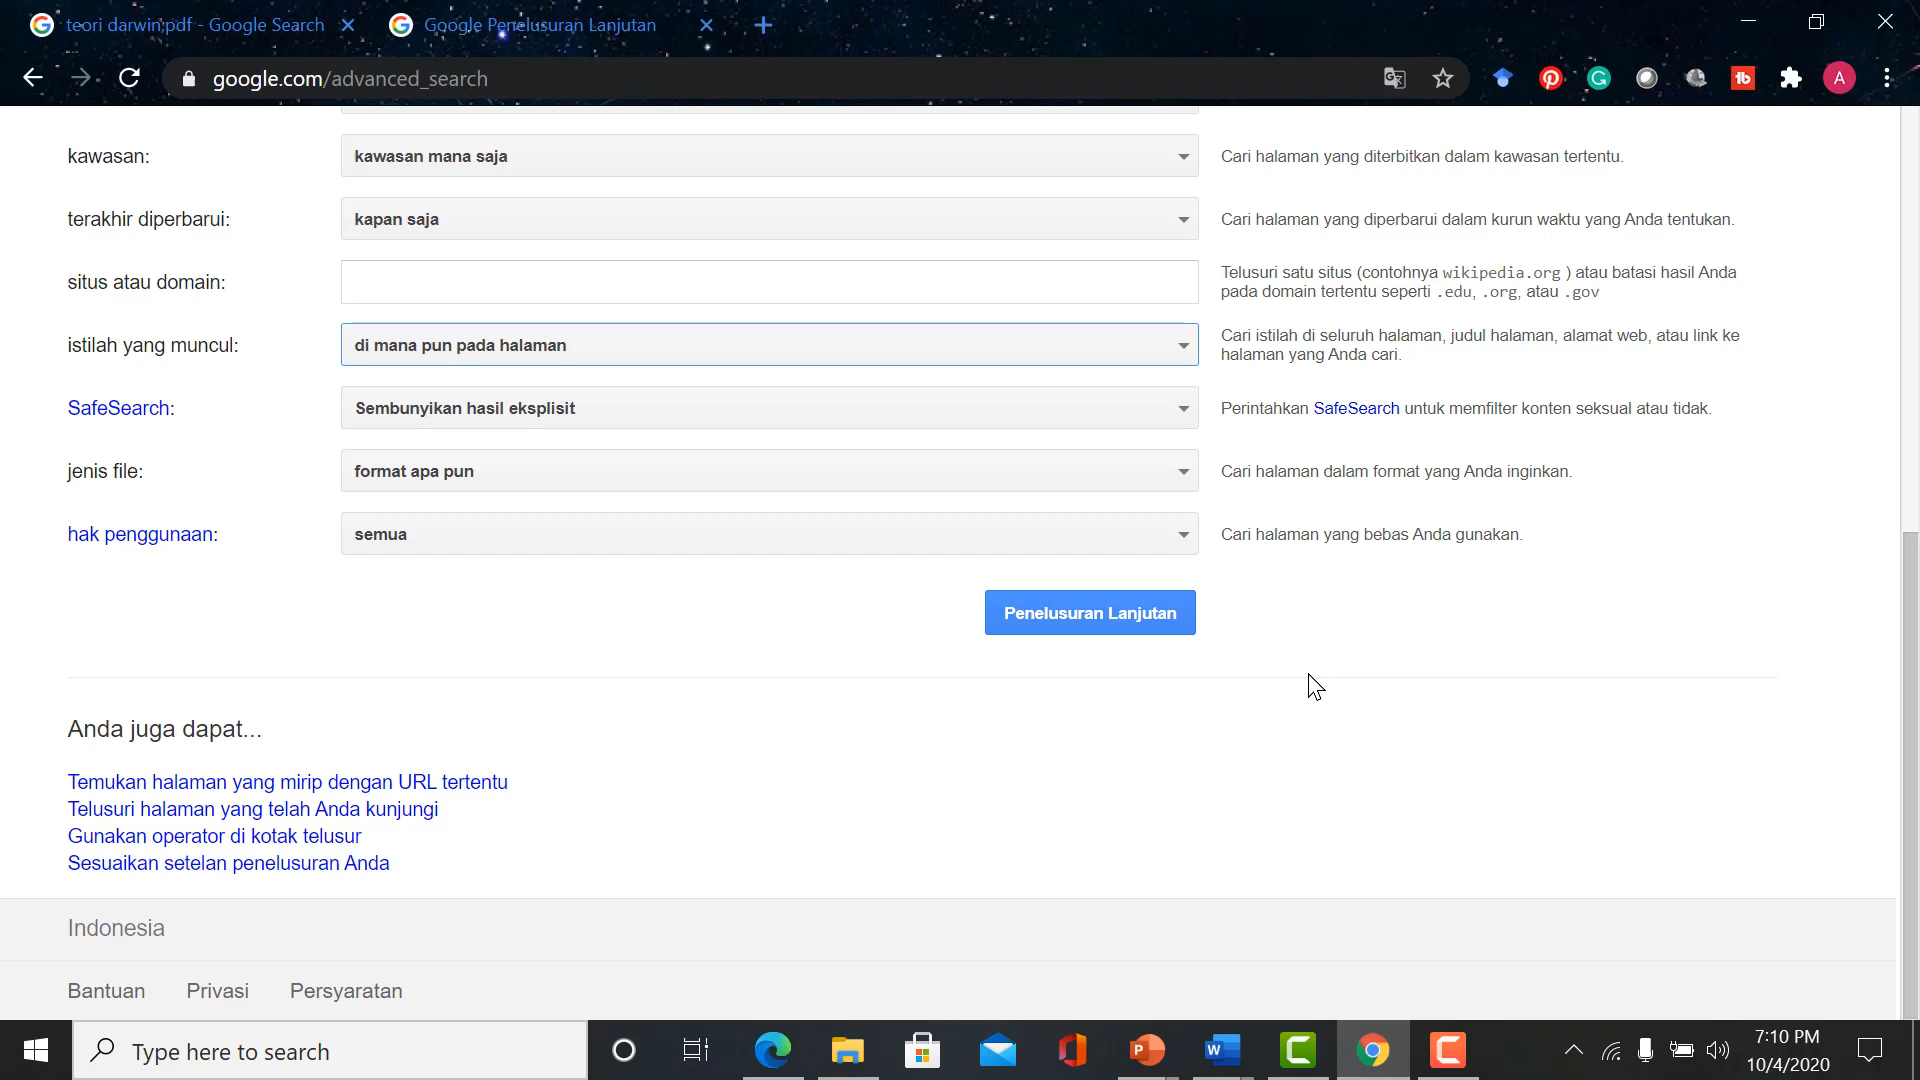 teori darwin;pdf - Google Search
Google Penelusuran Lanjutan
google.com/advanced_search
A
kawasan:
kawasan mana saja
Cari halaman yang diterbitkan dalam kawasan tertentu.
terakhir diperbarui:
kapan saja
Cari halaman yang diperbarui dalam kurun waktu yang Anda tentukan.
situs atau domain:
Telusuri satu situs (contohnya wikipedia.org ) atau batasi hasil Anda
pada domain tertentu seperti .edu, .org, atau .gov
istilah yang muncul:
di mana pun pada halaman
Cari istilah di seluruh halaman, judul halaman, alamat web, atau link ke
halaman yang Anda cari.
SafeSearch:
Sembunyikan hasil eksplisit
Perintahkan SafeSearch untuk memfilter konten seksual atau tidak.
jenis file:
format apa pun
Cari halaman dalam format yang Anda inginkan.
hak penggunaan:
semua
Cari halaman yang bebas Anda gunakan.
Penelusuran Lanjutan
Anda juga dapat...
Temukan halaman yang mirip dengan URL tertentu
Telusuri halaman yang telah Anda kunjungi
Gunakan operator di kotak telusur
Sesuaikan setelan penelusuran Anda
Indonesia
Bantuan Privasi Persyaratan
Type here to search
7:10 PM
10/4/2020